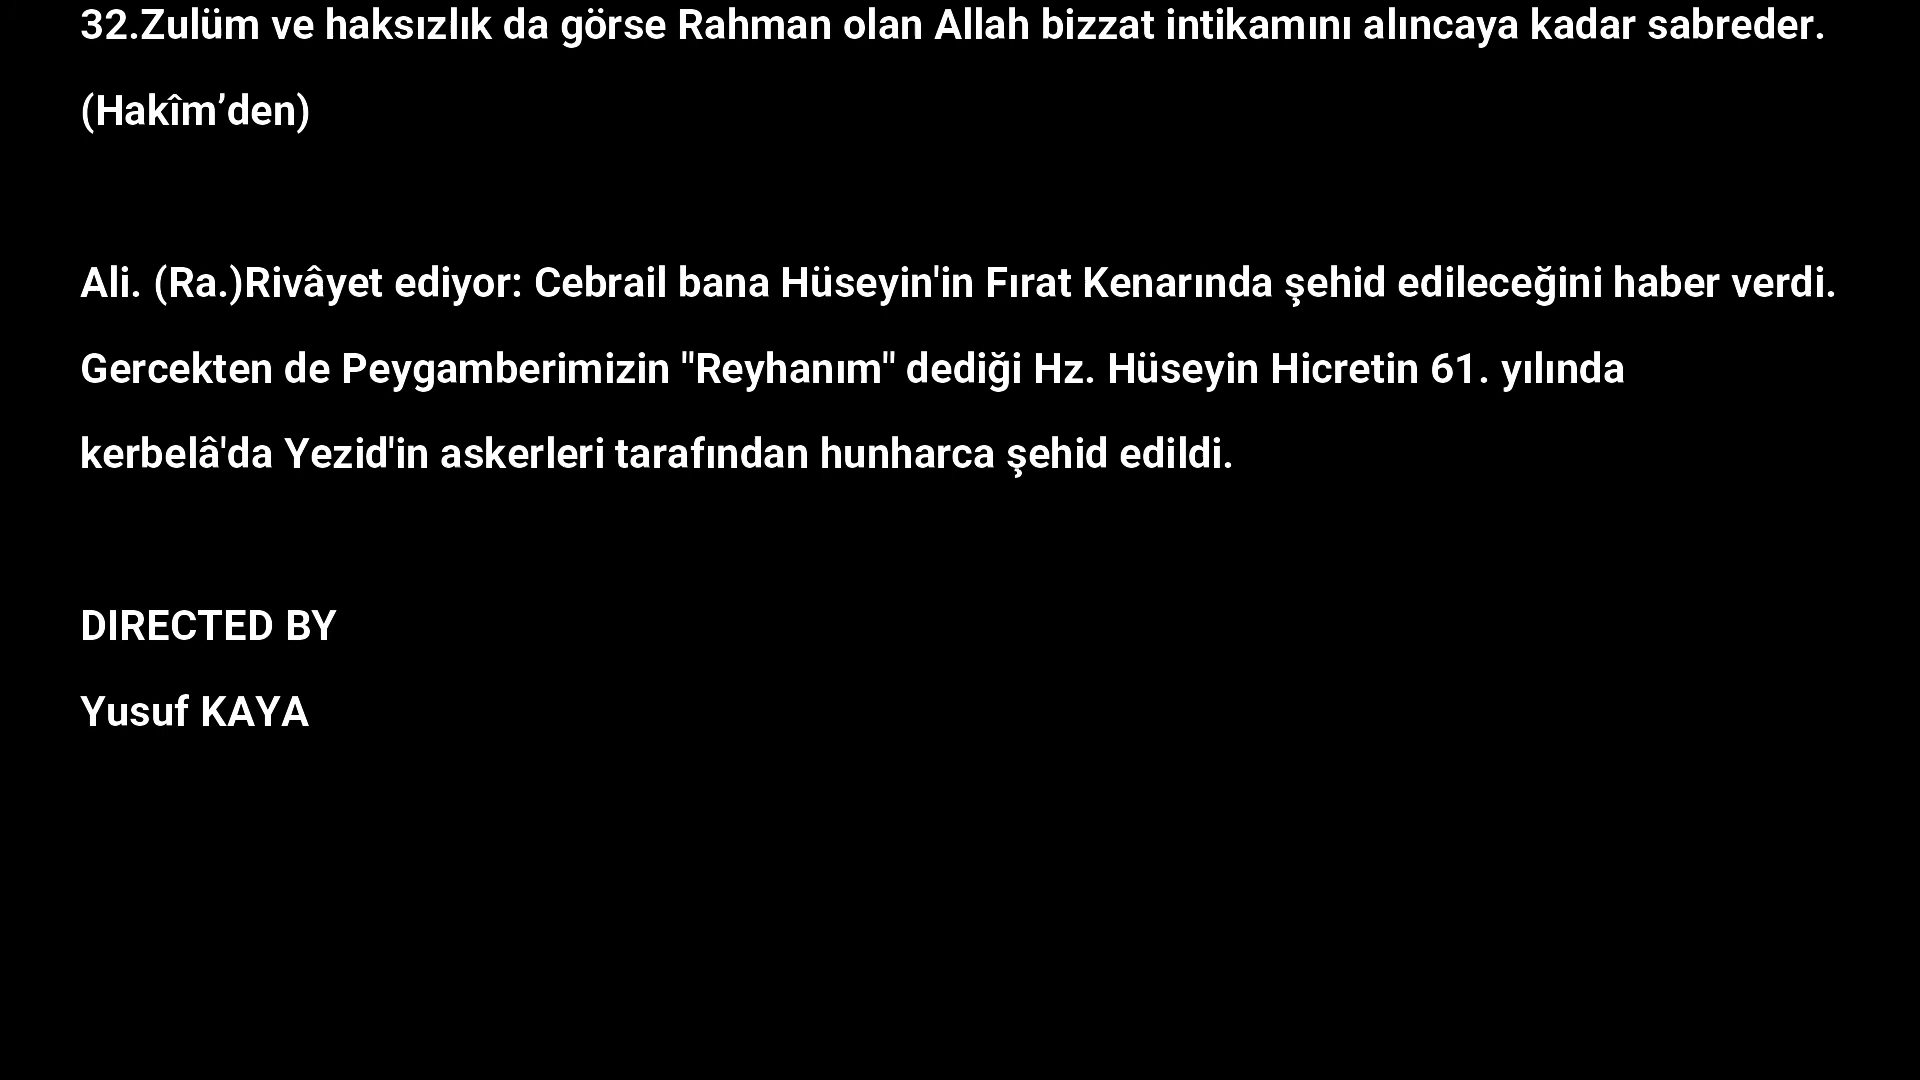 32.Zulüm ve haksızlık da görse Rahman olan Allah bizzat intikamını alıncaya kadar sabreder.
(Hakîm’den)
Ali. (Ra.)Rivâyet ediyor: Cebrail bana Hüseyin'in Fırat Kenarında şehid edileceğini haber verdi.
Gercekten de Peygamberimizin "Reyhanım" dediği Hz. Hüseyin Hicretin 61. yılında
kerbelâ'da Yezid'in askerleri tarafından hunharca şehid edildi.
DIRECTED BY
Yusuf KAYA